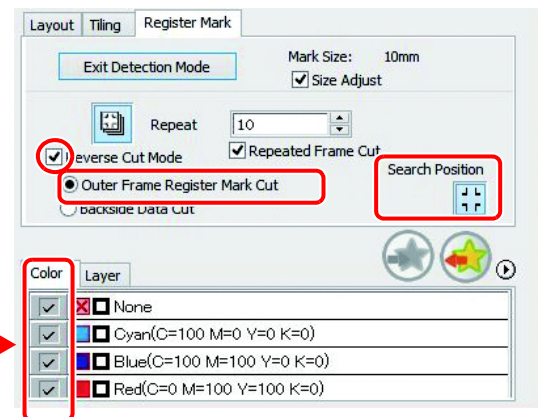 Layout Tiling Register Mark
Exit Detection Mode
Mark Size: 10mm
Size Adjust
Repeat 10
Reverse Cut Mode Repeated Frame Cut
Outer Frame Register Mark Cut
Search Position
Backside Data Cut
Color Layer
None
Cyan(C=100 M=0 Y=0 K=0)
Blue(C=100 M=100 Y=0 K=0)
Red(C=0 M=100 Y=100 K=0)